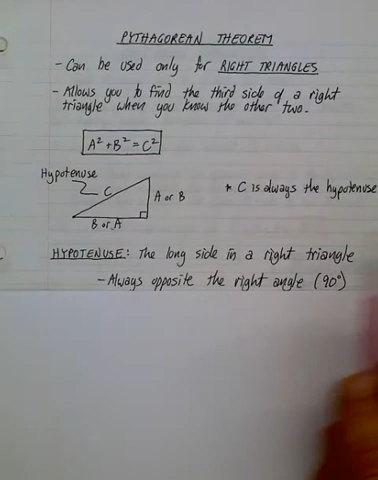 PYTHAGOREAN THEOREM
- Can be used only for RIGHT TRIANGLES
- Allows you to find the third side of a right
triangle when you know the other two.
A² + B² = C²
Hypotenuse
C
A or B
* C is always the hypotenuse
B or A
HYPOTENUSE: The long side in a right triangle
- Always opposite the right angle (90°)